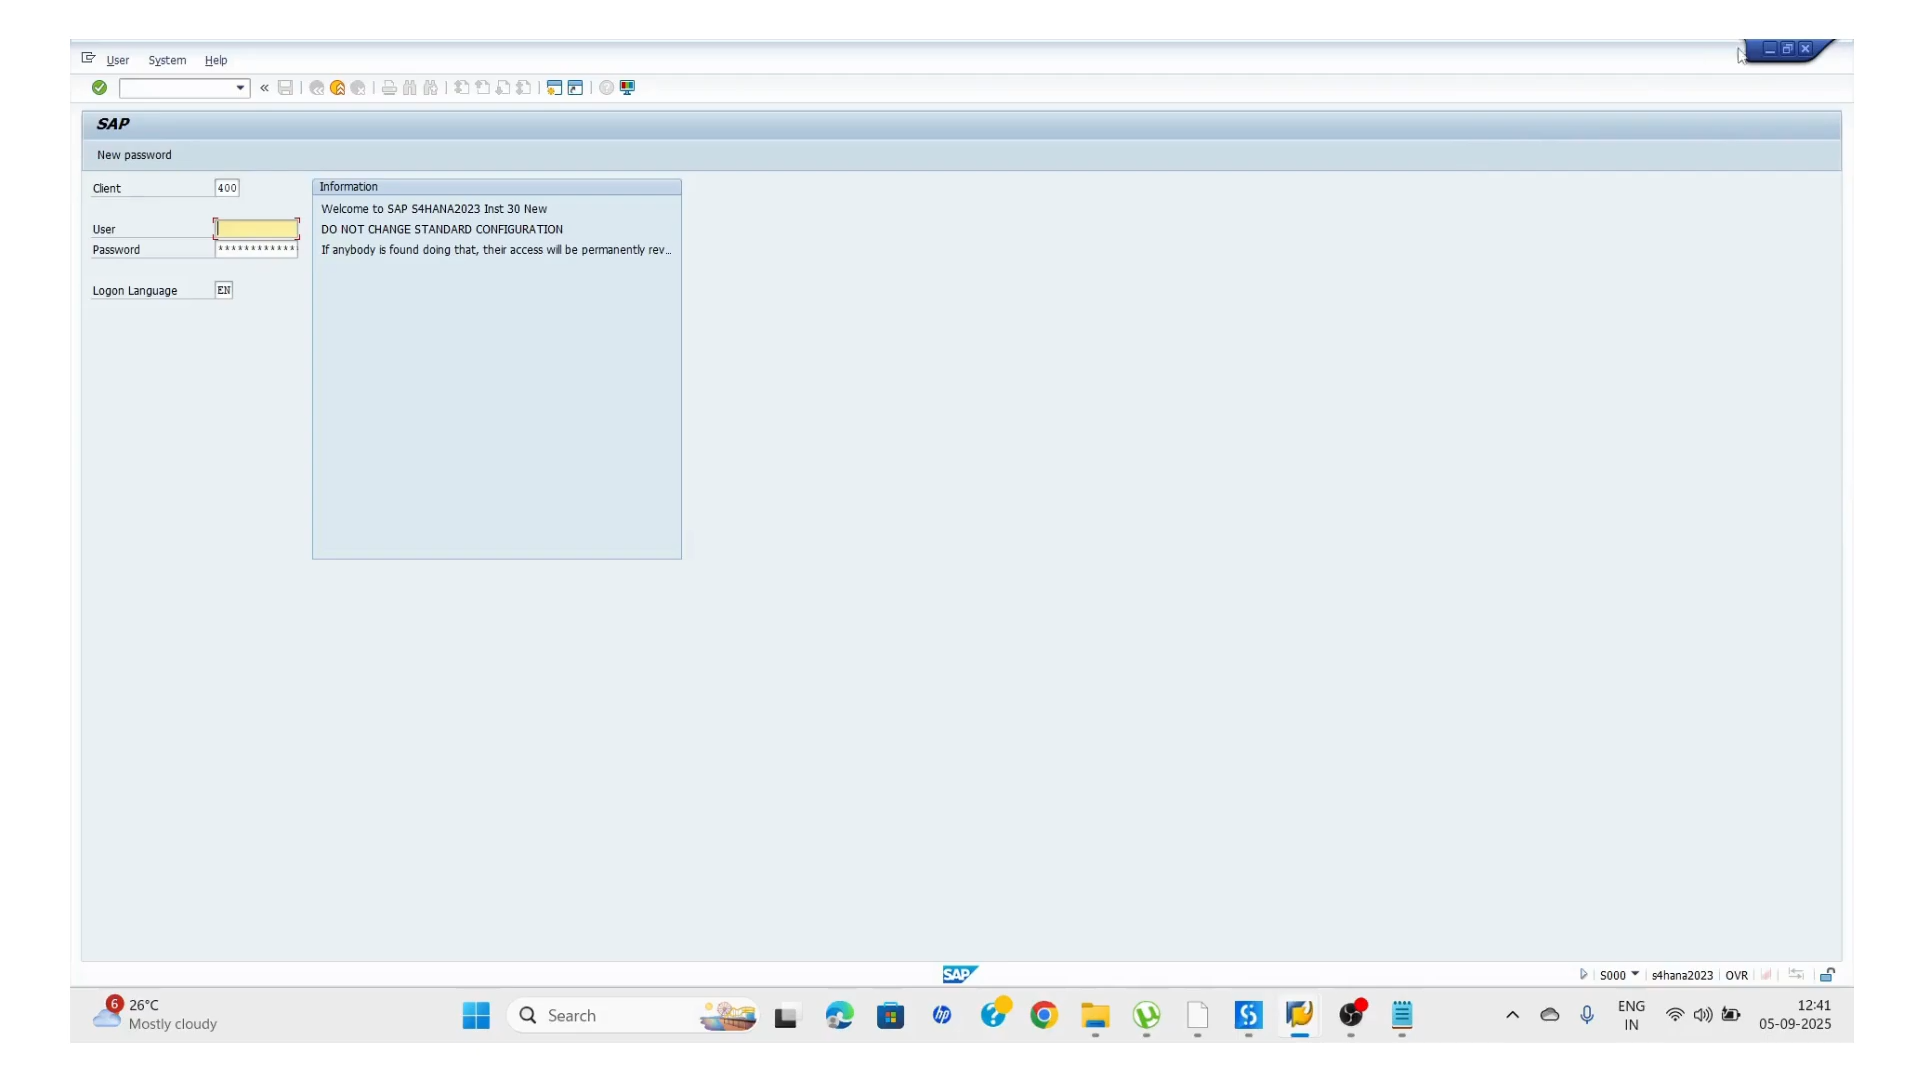 User System Help
SAP
New password
Client 400
Information
Welcome to SAP S4HANA2023 Inst 30 New
User
DO NOT CHANGE STANDARD CONFIGURATION
Password ************
If anybody is found doing that, their access will be permanently rev...
Logon Language EN
SAP
S000 s4hana2023 OVR
6
26°C
Mostly cloudy
Search
hp
ENG
IN
12:41
05-09-2025